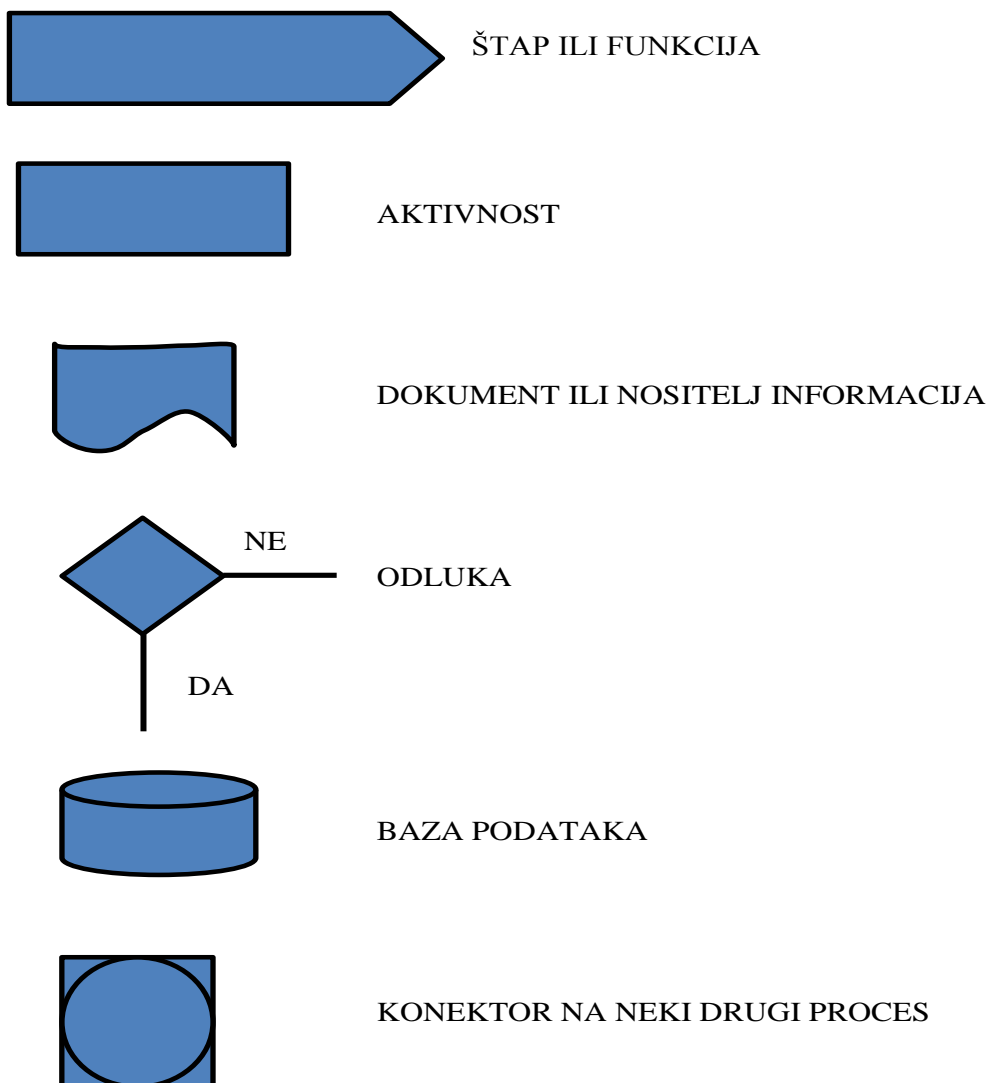 ŠTAP ILI FUNKCIJA
AKTIVNOST
DOKUMENT ILI NOSITELJ INFORMACIJA
NE
ODLUKA
DA
BAZA PODATAKA
KONEKTOR NA NEKI DRUGI PROCES